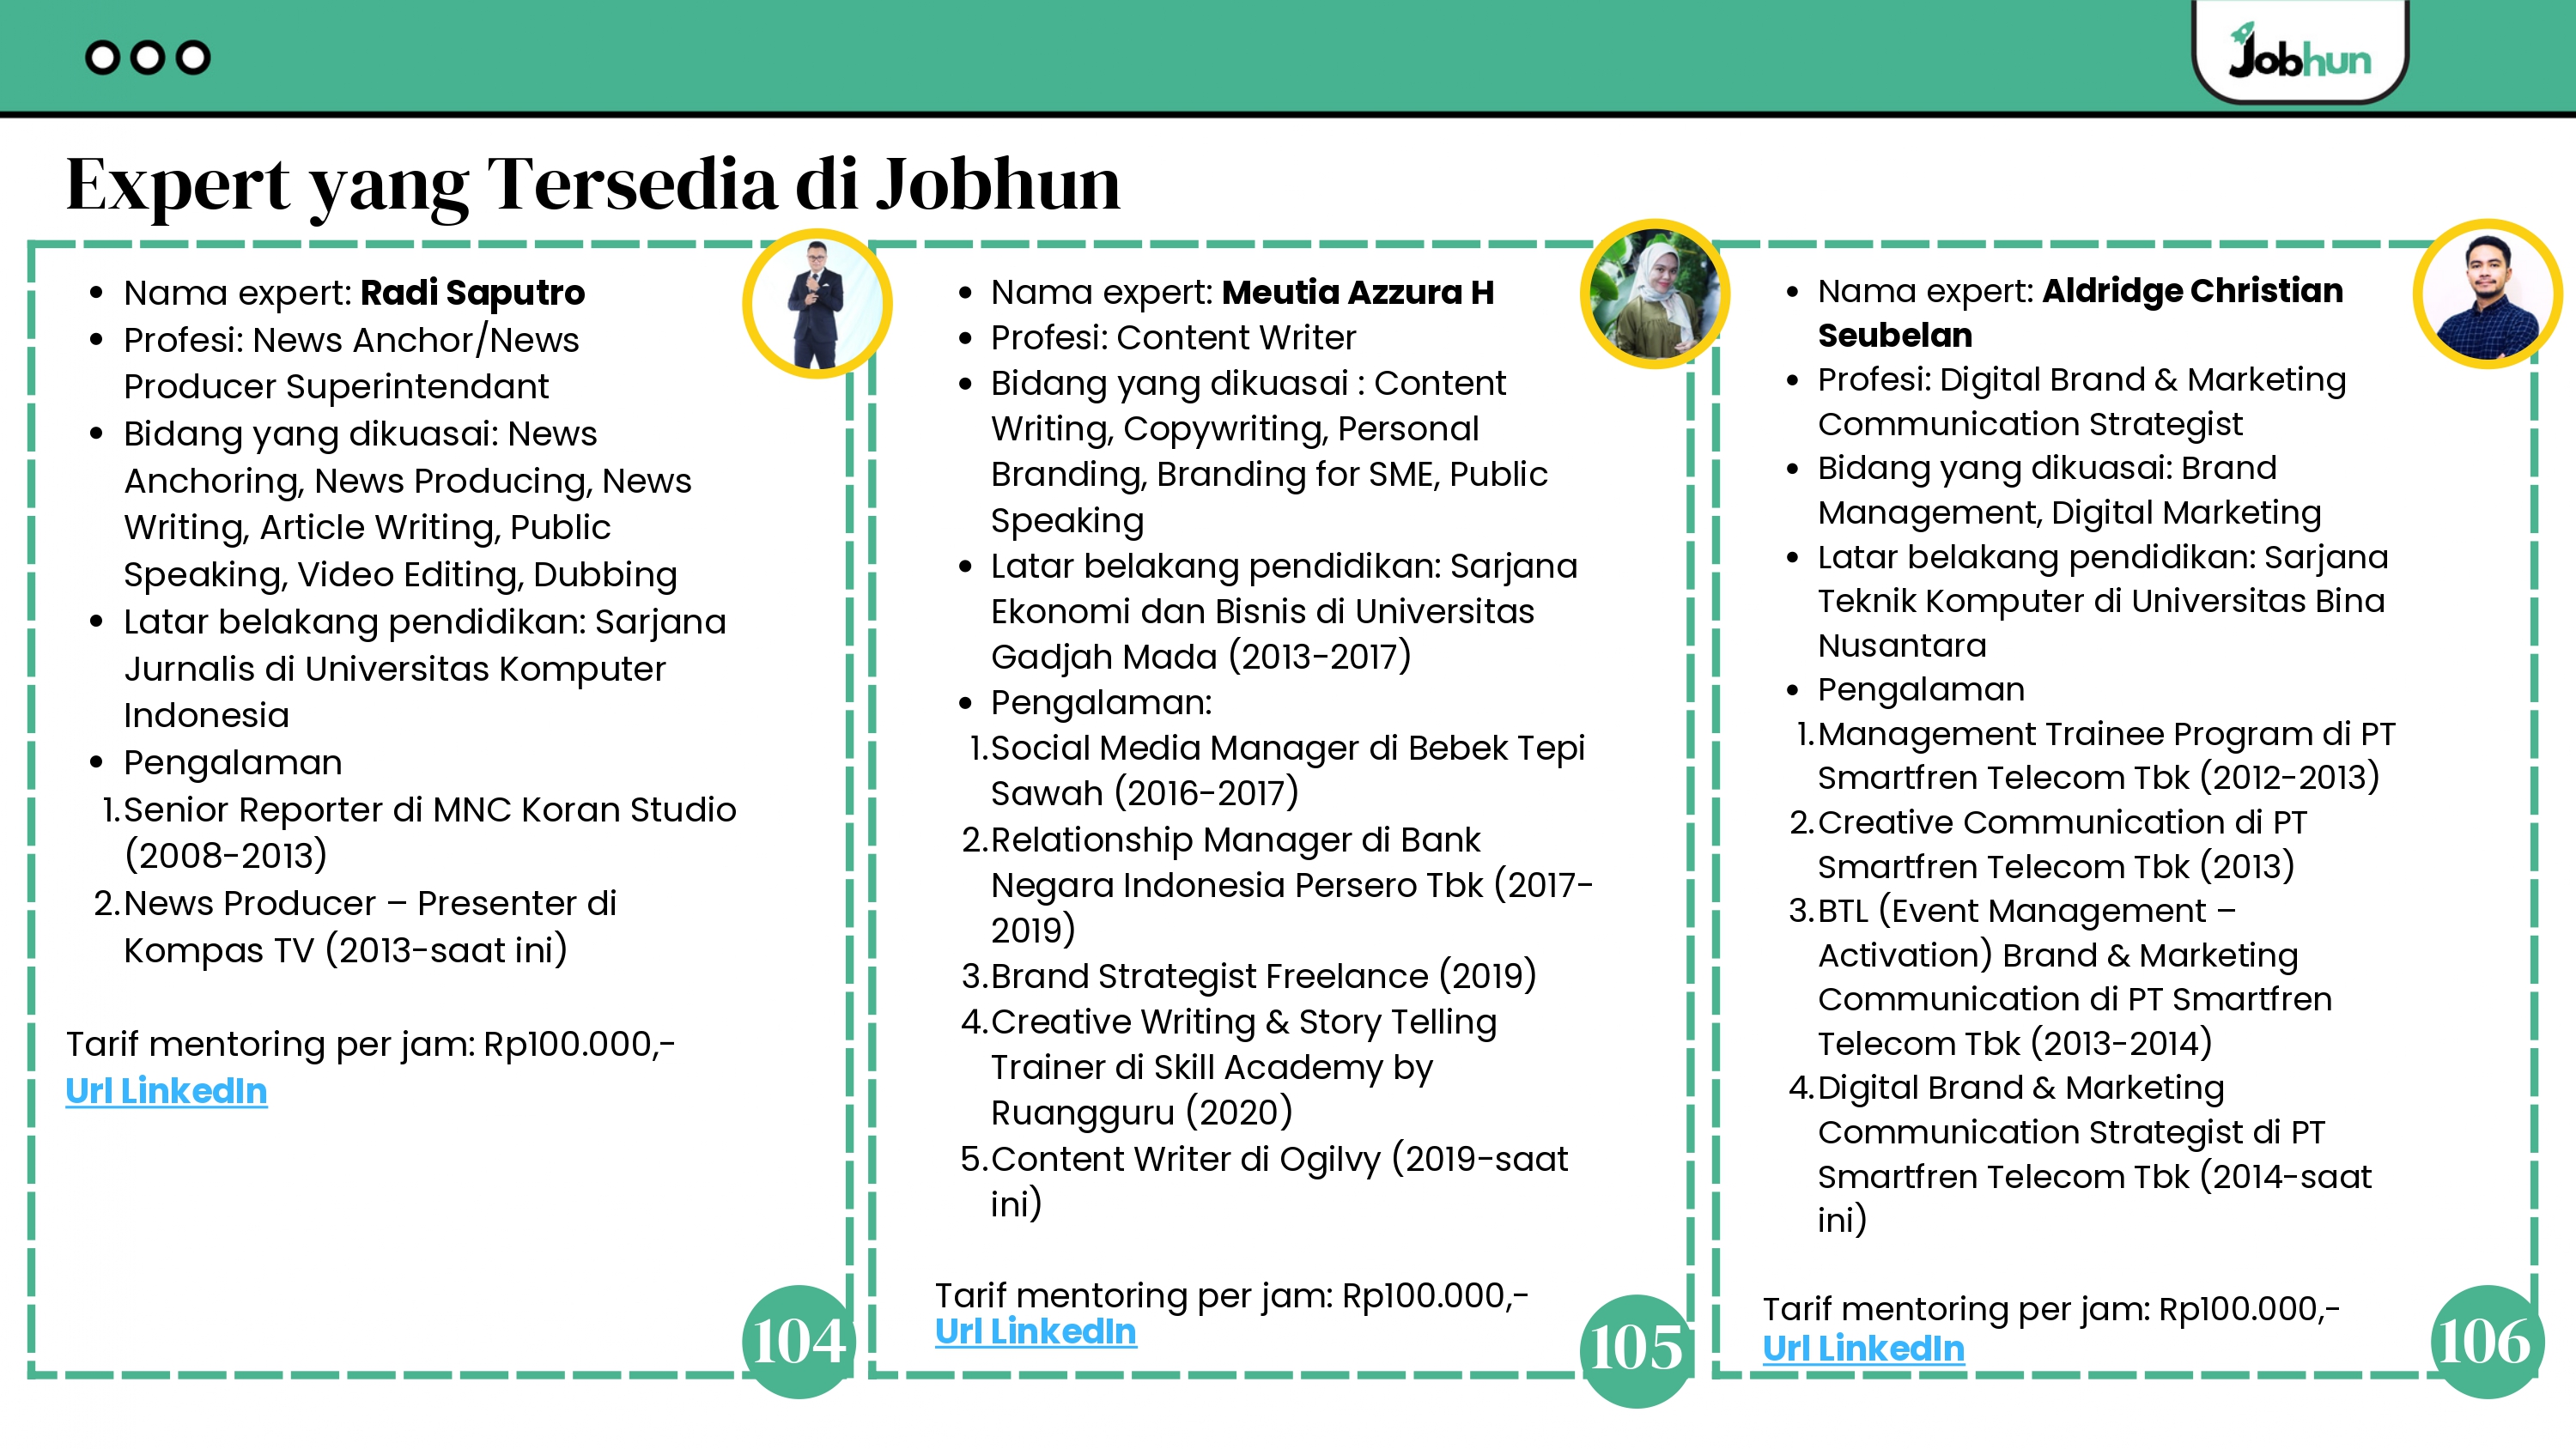 Jobhun
Expert yang Tersedia di Jobhun
• Nama expert: Radi Saputro
• Profesi: News Anchor/News
Producer Superintendant
• Bidang yang dikuasai: News
Anchoring, News Producing, News
Writing, Article Writing, Public
Speaking, Video Editing, Dubbing
• Latar belakang pendidikan: Sarjana
Jurnalis di Universitas Komputer
Indonesia
• Pengalaman
1. Senior Reporter di MNC Koran Studio
(2008-2013)
2. News Producer – Presenter di
Kompas TV (2013-saat ini)
Tarif mentoring per jam: Rp100.000,-
Url LinkedIn
104
• Nama expert: Meutia Azzura H
• Profesi: Content Writer
• Bidang yang dikuasai : Content
Writing, Copywriting, Personal
Branding, Branding for SME, Public
Speaking
• Latar belakang pendidikan: Sarjana
Ekonomi dan Bisnis di Universitas
Gadjah Mada (2013-2017)
• Pengalaman:
1. Social Media Manager di Bebek Tepi
Sawah (2016-2017)
2. Relationship Manager di Bank
Negara Indonesia Persero Tbk (2017-
2019)
3. Brand Strategist Freelance (2019)
4. Creative Writing & Story Telling
Trainer di Skill Academy by
Ruangguru (2020)
5. Content Writer di Ogilvy (2019-saat
ini)
Tarif mentoring per jam: Rp100.000,-
Url LinkedIn
105
• Nama expert: Aldridge Christian
Seubelan
• Profesi: Digital Brand & Marketing
Communication Strategist
• Bidang yang dikuasai: Brand
Management, Digital Marketing
• Latar belakang pendidikan: Sarjana
Teknik Komputer di Universitas Bina
Nusantara
• Pengalaman
1. Management Trainee Program di PT
Smartfren Telecom Tbk (2012-2013)
2. Creative Communication di PT
Smartfren Telecom Tbk (2013)
3. BTL (Event Management –
Activation) Brand & Marketing
Communication di PT Smartfren
Telecom Tbk (2013-2014)
4. Digital Brand & Marketing
Communication Strategist di PT
Smartfren Telecom Tbk (2014-saat
ini)
Tarif mentoring per jam: Rp100.000,-
Url LinkedIn
106